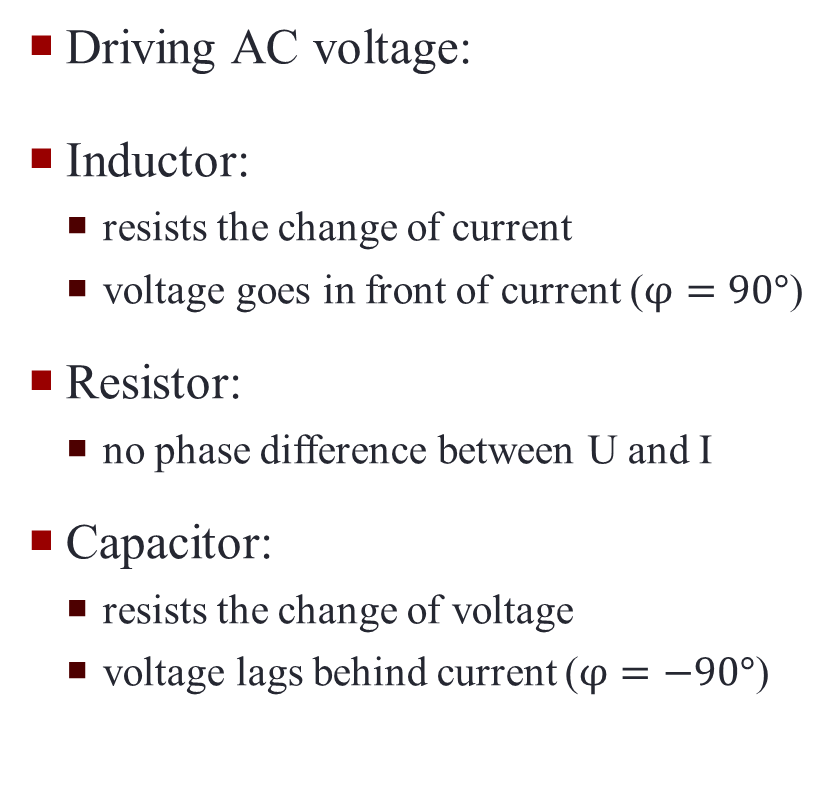 Driving AC voltage:
Inductor:
resists the change of current
voltage goes in front of current (φ = 90°)
Resistor:
no phase difference between U and I
Capacitor:
resists the change of voltage
voltage lags behind current (φ = −90°)